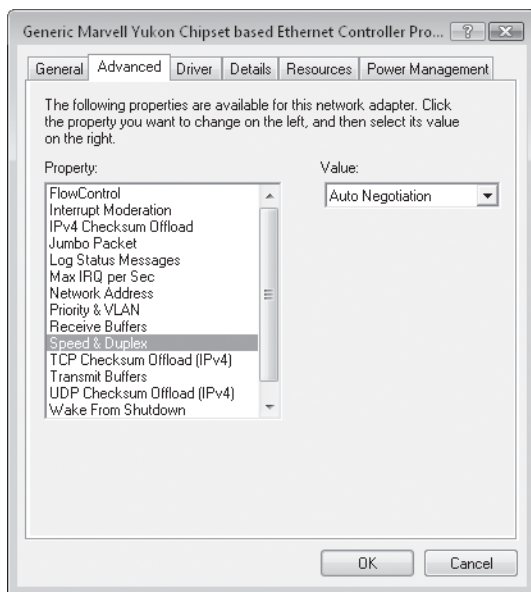 Generic Marvell Yukon Chipset based Ethernet Controller Pro...
General Advanced Driver Details Resources Power Management
The following properties are available for this network adapter. Click
the property you want to change on the left, and then select its value
on the right.
Property:
Value:
FlowControl
Interrupt Moderation
IPv4 Checksum Offload
Jumbo Packet
Log Status Messages
Max IRQ per Sec
Network Address
Priority & VLAN
Receive Buffers
Speed & Duplex
TCP Checksum Offload (IPv4)
Transmit Buffers
UDP Checksum Offload (IPv4)
Wake From Shutdown
Auto Negotiation
OK
Cancel